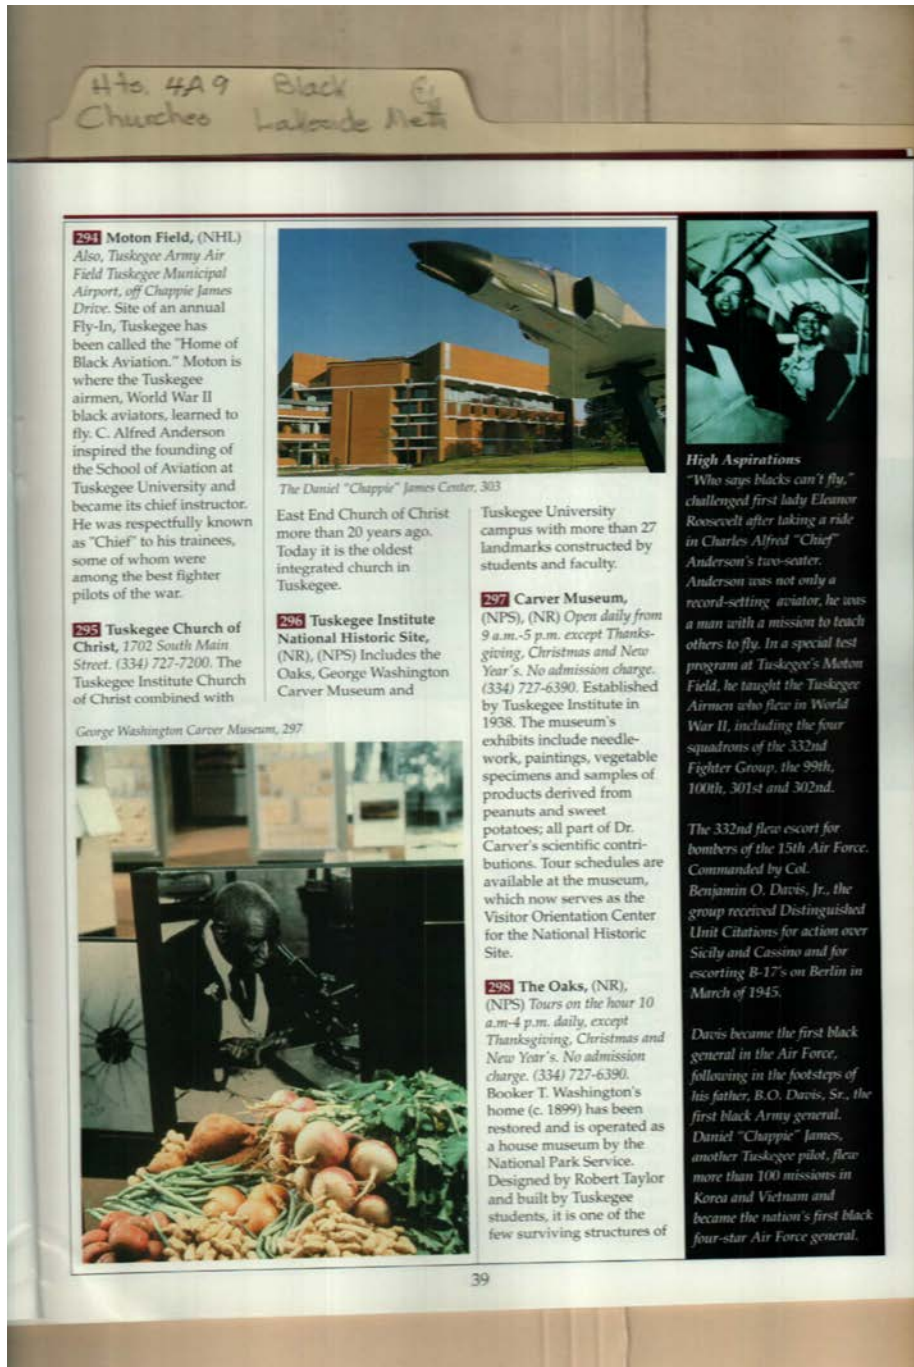 Hts. 4A9 Black
Churches Lakeside Meth
294 Moton Field, (NHL)
Also, Tuskegee Army Air
Field Tuskegee Municipal
Airport, off Chappie James
Drive. Site of an annual
Fly-In, Tuskegee has
been called the "Home of
Black Aviation." Moton is
where the Tuskegee
airmen, World War II
black aviators, learned to
fly. C. Alfred Anderson
inspired the founding of
the School of Aviation at
Tuskegee University and
became its chief instructor.
He was respectfully known
as "Chief" to his trainees,
some of whom were
among the best fighter
pilots of the war.
295 Tuskegee Church of
Christ, 1702 South Main
Street. (334) 727-7200. The
Tuskegee Institute Church
of Christ combined with
The Daniel "Chappie" James Center, 303
East End Church of Christ
more than 20 years ago.
Today it is the oldest
integrated church in
Tuskegee.
296 Tuskegee Institute
National Historic Site,
(NR), (NPS) Includes the
Oaks, George Washington
Carver Museum and
Tuskegee University
campus with more than 27
landmarks constructed by
students and faculty.
297 Carver Museum,
(NPS), (NR) Open daily from
9 a.m.-5 p.m. except Thanks-
giving, Christmas and New
Year's. No admission charge.
(334) 727-6390. Established
by Tuskegee Institute in
1938. The museum's
exhibits include needle-
work, paintings, vegetable
specimens and samples of
products derived from
peanuts and sweet
potatoes; all part of Dr.
Carver's scientific contri-
butions. Tour schedules are
available at the museum,
which now serves as the
Visitor Orientation Center
for the National Historic
Site.
298 The Oaks, (NR),
(NPS) Tours on the hour 10
a.m-4 p.m. daily, except
Thanksgiving, Christmas and
New Year's. No admission
charge. (334) 727-6390.
Booker T. Washington's
home (c. 1899) has been
restored and is operated as
a house museum by the
National Park Service.
Designed by Robert Taylor
and built by Tuskegee
students, it is one of the
few surviving structures of
George Washington Carver Museum, 297
High Aspirations
"Who says blacks can't fly,"
challenged first lady Eleanor
Roosevelt after taking a ride
in Charles Alfred "Chief"
Anderson's two-seater.
Anderson was not only a
record-setting aviator, he was
a man with a mission to teach
others to fly. In a special test
program at Tuskegee's Moton
Field, he taught the Tuskegee
Airmen who flew in World
War II, including the four
squadrons of the 332nd
Fighter Group, the 99th,
100th, 301st and 302nd.
The 332nd flew escort for
bombers of the 15th Air Force.
Commanded by Col.
Benjamin O. Davis, Jr., the
group received Distinguished
Unit Citations for action over
Sicily and Cassino and for
escorting B-17's on Berlin in
March of 1945.
Davis became the first black
general in the Air Force,
following in the footsteps of
his father, B.O. Davis, Sr., the
first black Army general.
Daniel "Chappie" James,
another Tuskegee pilot, flew
more than 100 missions in
Korea and Vietnam and
became the nation's first black
four-star Air Force general.
39